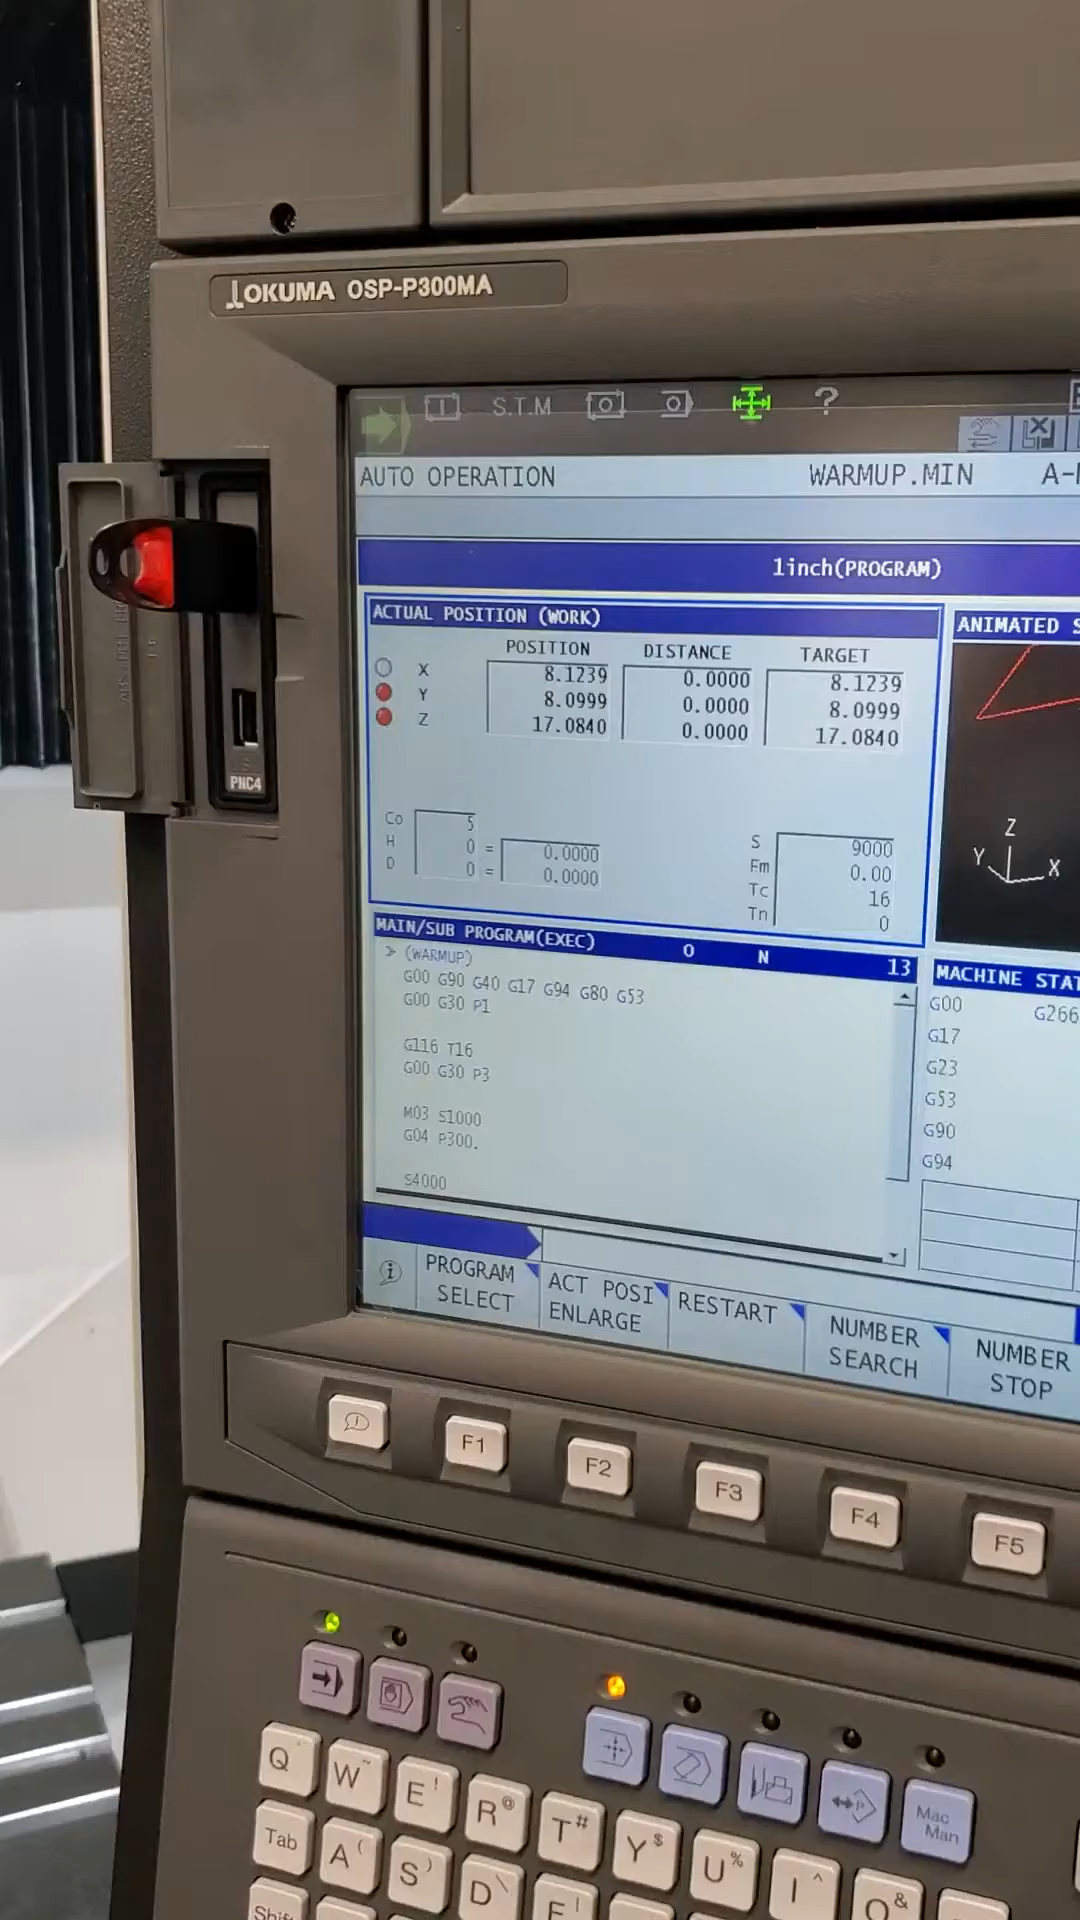 OKUMA OSP-P300MA
S.T.M ?
AUTO OPERATION WARMUP.MIN
1inch(PROGRAM)
ACTUAL POSITION (WORK)
POSITION DISTANCE TARGET
X 8.1239 0.0000 8.1239
Y 8.0999 0.0000 8.0999
Z 17.0840 0.0000 17.0840
Co 5
H 0 = 0.0000
D 0 = 0.0000
S 9000
Fm 0.00
Tc 16
Tn 0
ANIMATED
Z
Y X
MAIN/SUB PROGRAM(EXEC) O N 13
> (WARMUP)
G00 G90 G40 G17 G94 G80 G53
G00 G30 P1
G116 T16
G00 G30 P3
M03 S1000
G04 P300.
S4000
MACHINE STAT
G00 G266
G17
G23
G53
G90
G94
PROGRAM SELECT
ACT POSI ENLARGE
RESTART
NUMBER SEARCH
NUMBER STOP
PNC4
F1 F2 F3 F4 F5
Mac Man
Q W ~ E ! R @ T # Y $ U % I ^ O &
Tab A ( S ) D \ F
Shift